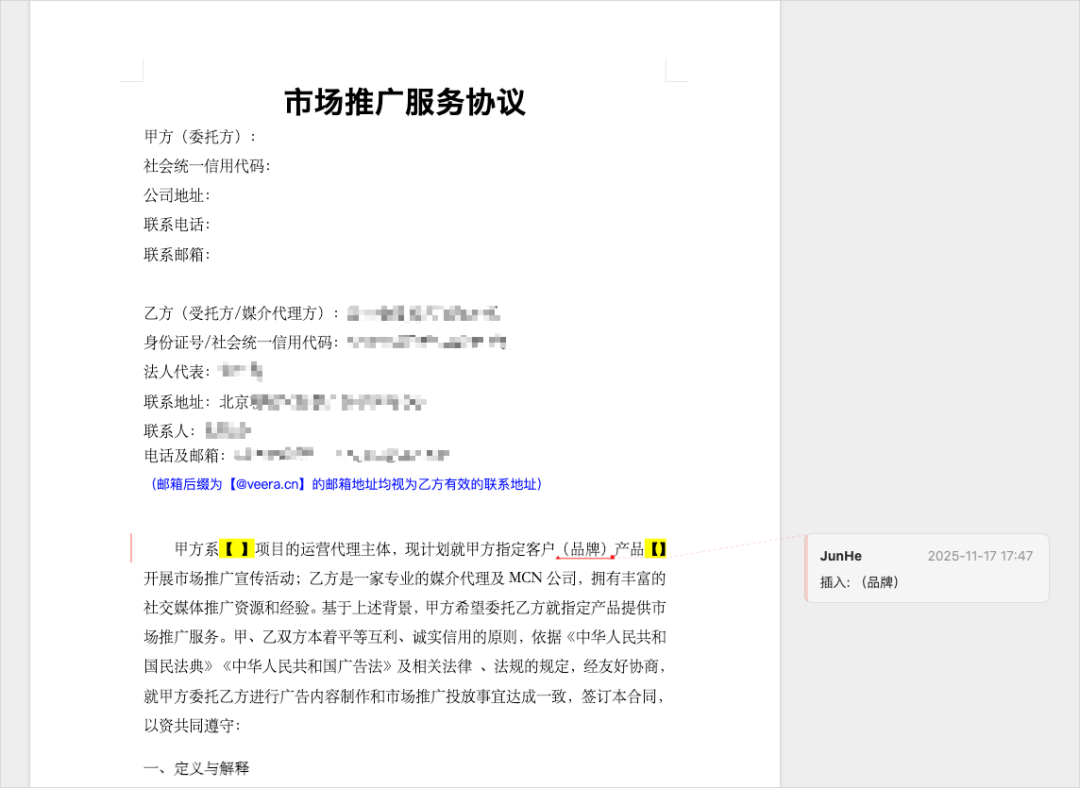 市场推广服务协议
甲方（委托方）：
社会统一信用代码：
公司地址：
联系电话：
联系邮箱：
乙方（受托方/媒介代理方）：
身份证号/社会统一信用代码：
法人代表：
联系地址：北京
联系人：
电话及邮箱：
（邮箱后缀为【@veera.cn】的邮箱地址均视为乙方有效的联系地址）
甲方系【 】项目的运营代理主体，现计划就甲方指定客户（品牌）产品【】
开展市场推广宣传活动；乙方是一家专业的媒介代理及 MCN 公司，拥有丰富的
社交媒体推广资源和经验。基于上述背景，甲方希望委托乙方就指定产品提供市
场推广服务。甲、乙双方本着平等互利、诚实信用的原则，依据《中华人民共和
国民法典》《中华人民共和国广告法》及相关法律 、法规的规定，经友好协商，
就甲方委托乙方进行广告内容制作和市场推广投放事宜达成一致，签订本合同，
以资共同遵守：
一、定义与解释
JunHe 2025-11-17 17:47
插入：（品牌）